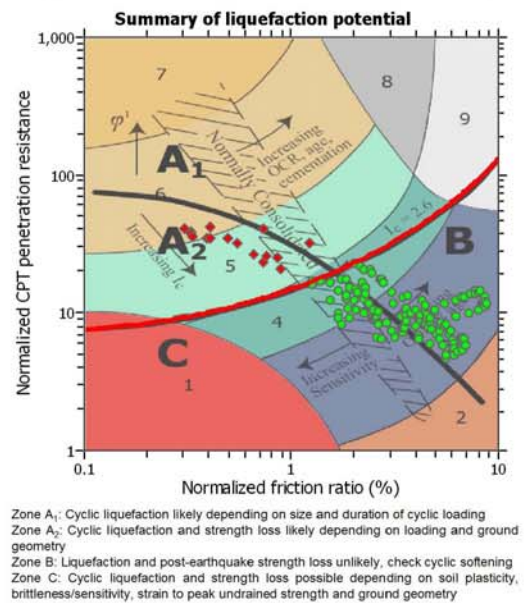 Summary of liquefaction potential
1,000
7
8
9
φ'
Increasing
OCR, age,
cementation
Normally Consolidated
A1
100
6
Ic = 2.6
A2
B
Increasing Ic
5
10
4
C
Increasing
Sensitivity
1
2
1
0.1
1
10
Normalized CPT penetration resistance
Normalized friction ratio (%)
Zone A1: Cyclic liquefaction likely depending on size and duration of cyclic loading
Zone A2: Cyclic liquefaction and strength loss likely depending on loading and ground
geometry
Zone B: Liquefaction and post-earthquake strength loss unlikely, check cyclic softening
Zone C: Cyclic liquefaction and strength loss possible depending on soil plasticity,
brittleness/sensitivity, strain to peak undrained strength and ground geometry